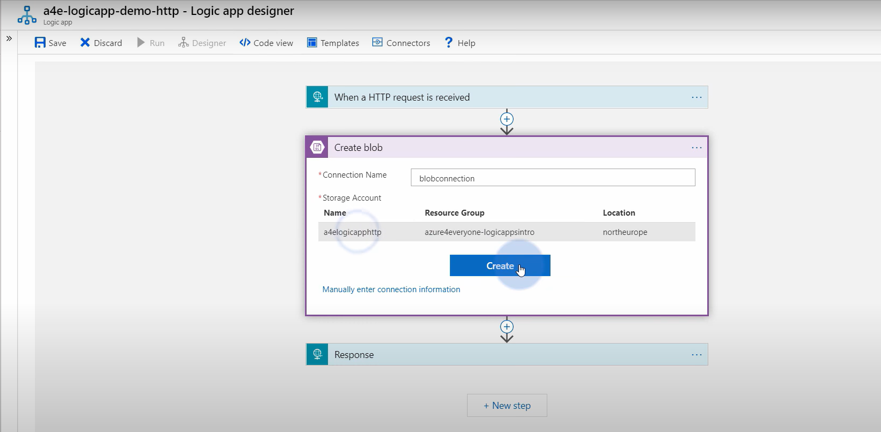 a4e-logicapp-demo-http - Logic app designer
Logic app
» Save Discard Run Designer Code view Templates Connectors ? Help
When a HTTP request is received ...
Create blob ...
*Connection Name blobconnection
*Storage Account
Name Resource Group Location
a4elogicapphttp azure4everyone-logicappsintro northeurope
Create
Manually enter connection information
Response ...
+ New step